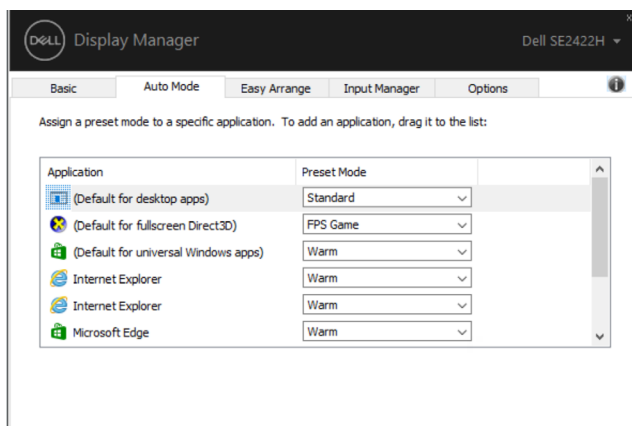 DELL Display Manager
Dell SE2422H
Basic Auto Mode Easy Arrange Input Manager Options
Assign a preset mode to a specific application. To add an application, drag it to the list:
Application Preset Mode
(Default for desktop apps) Standard
(Default for fullscreen Direct3D) FPS Game
(Default for universal Windows apps) Warm
Internet Explorer Warm
Internet Explorer Warm
Microsoft Edge Warm